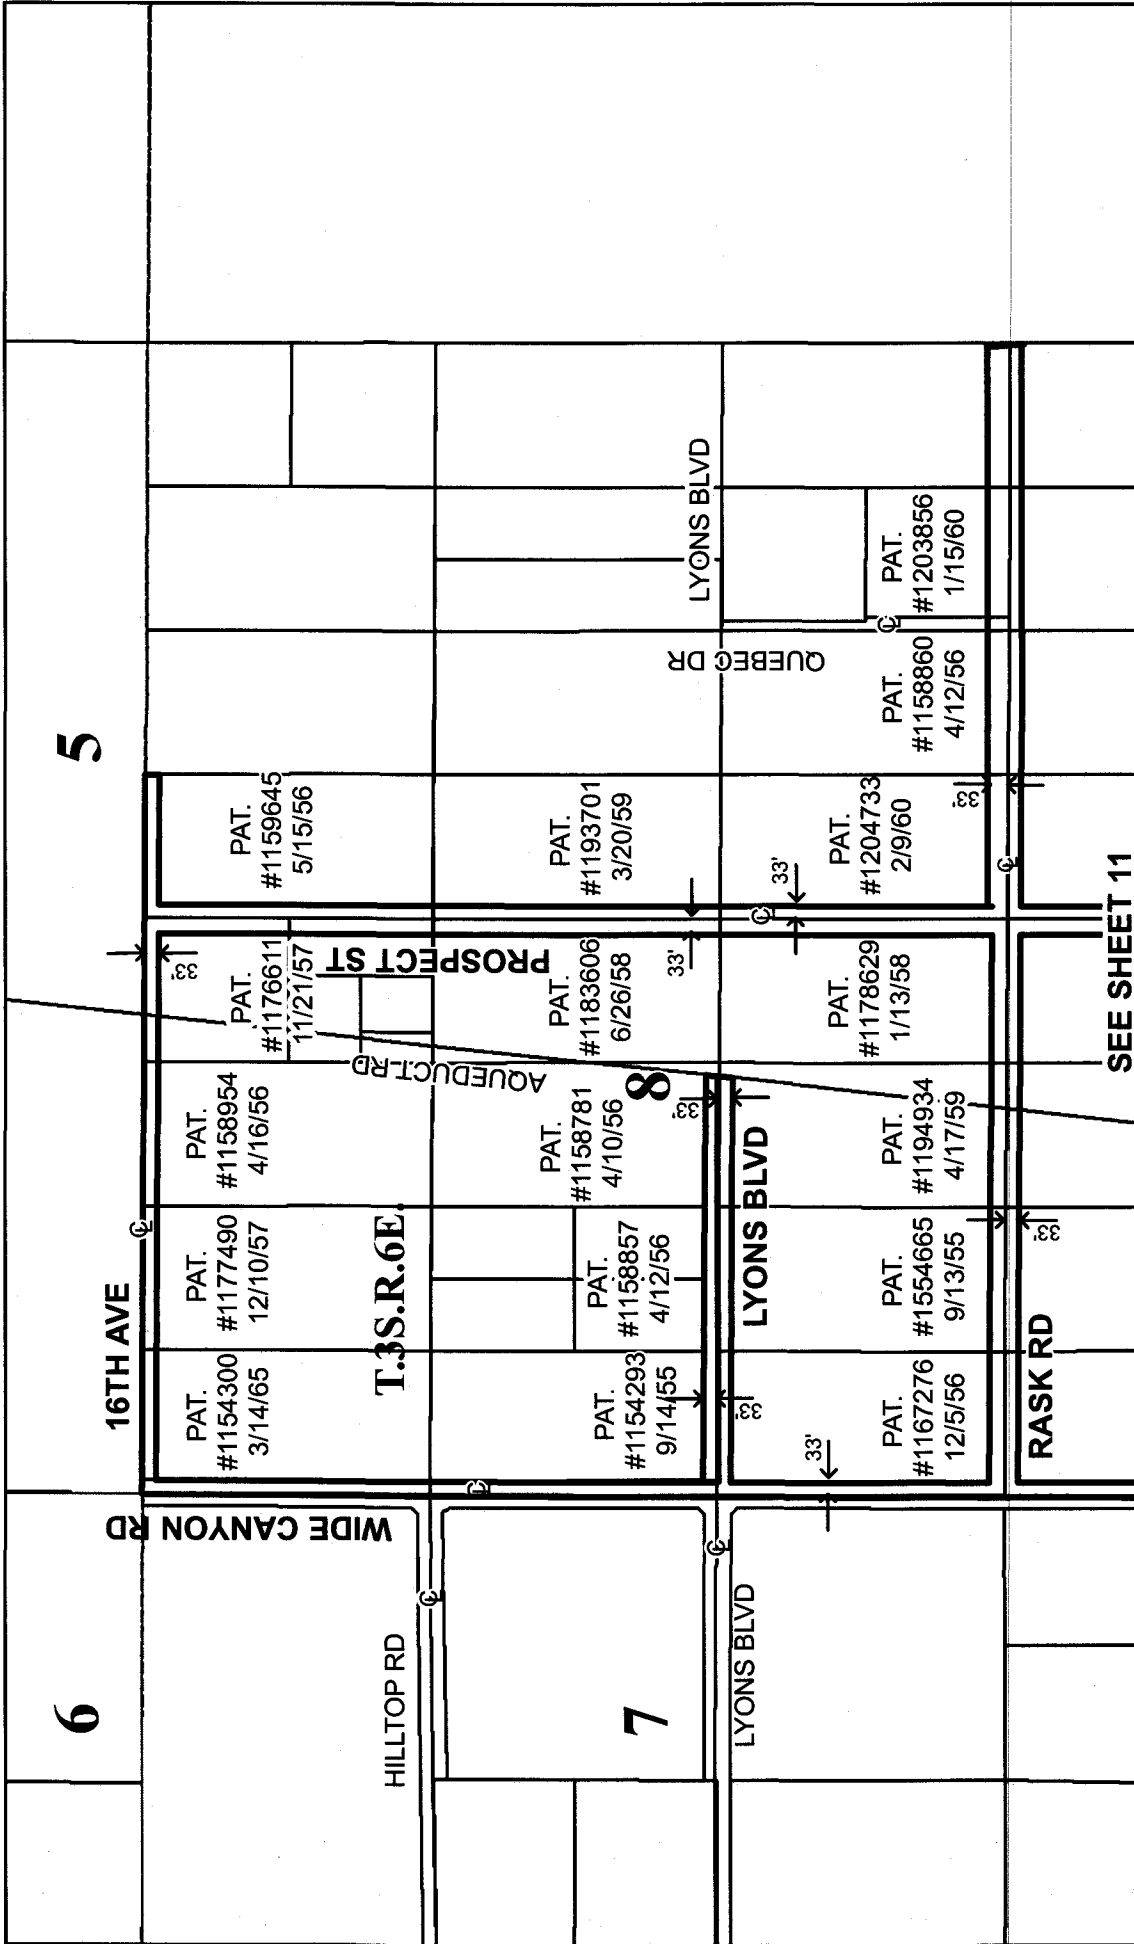 6
5
16TH AVE
WIDE CANYON RD
PAT.
#1154300
3/14/65
PAT.
#1177490
12/10/57
PAT.
#1158954
4/16/56
PAT.
#1176611
11/21/57
33'
PAT.
#1159645
5/15/56
T.3S.R.6E.
AQUEDUCT RD
PROSPECT ST
HILLTOP RD
7
8
PAT.
#1154293
9/14/55
PAT.
#1158857
4/12/56
PAT.
#1158781
4/10/56
PAT.
#1183606
6/26/58
PAT.
#1193701
3/20/59
QUEBEC DR
LYONS BLVD
33'
33'
33'
33'
LYONS BLVD
LYONS BLVD
33'
PAT.
#1167276
12/5/56
PAT.
#1554665
9/13/55
PAT.
#1194934
4/17/59
PAT.
#1178629
1/13/58
PAT.
#1204733
2/9/60
PAT.
#1158860
4/12/56
PAT.
#1203856
1/15/60
33'
33'
RASK RD
SEE SHEET 11